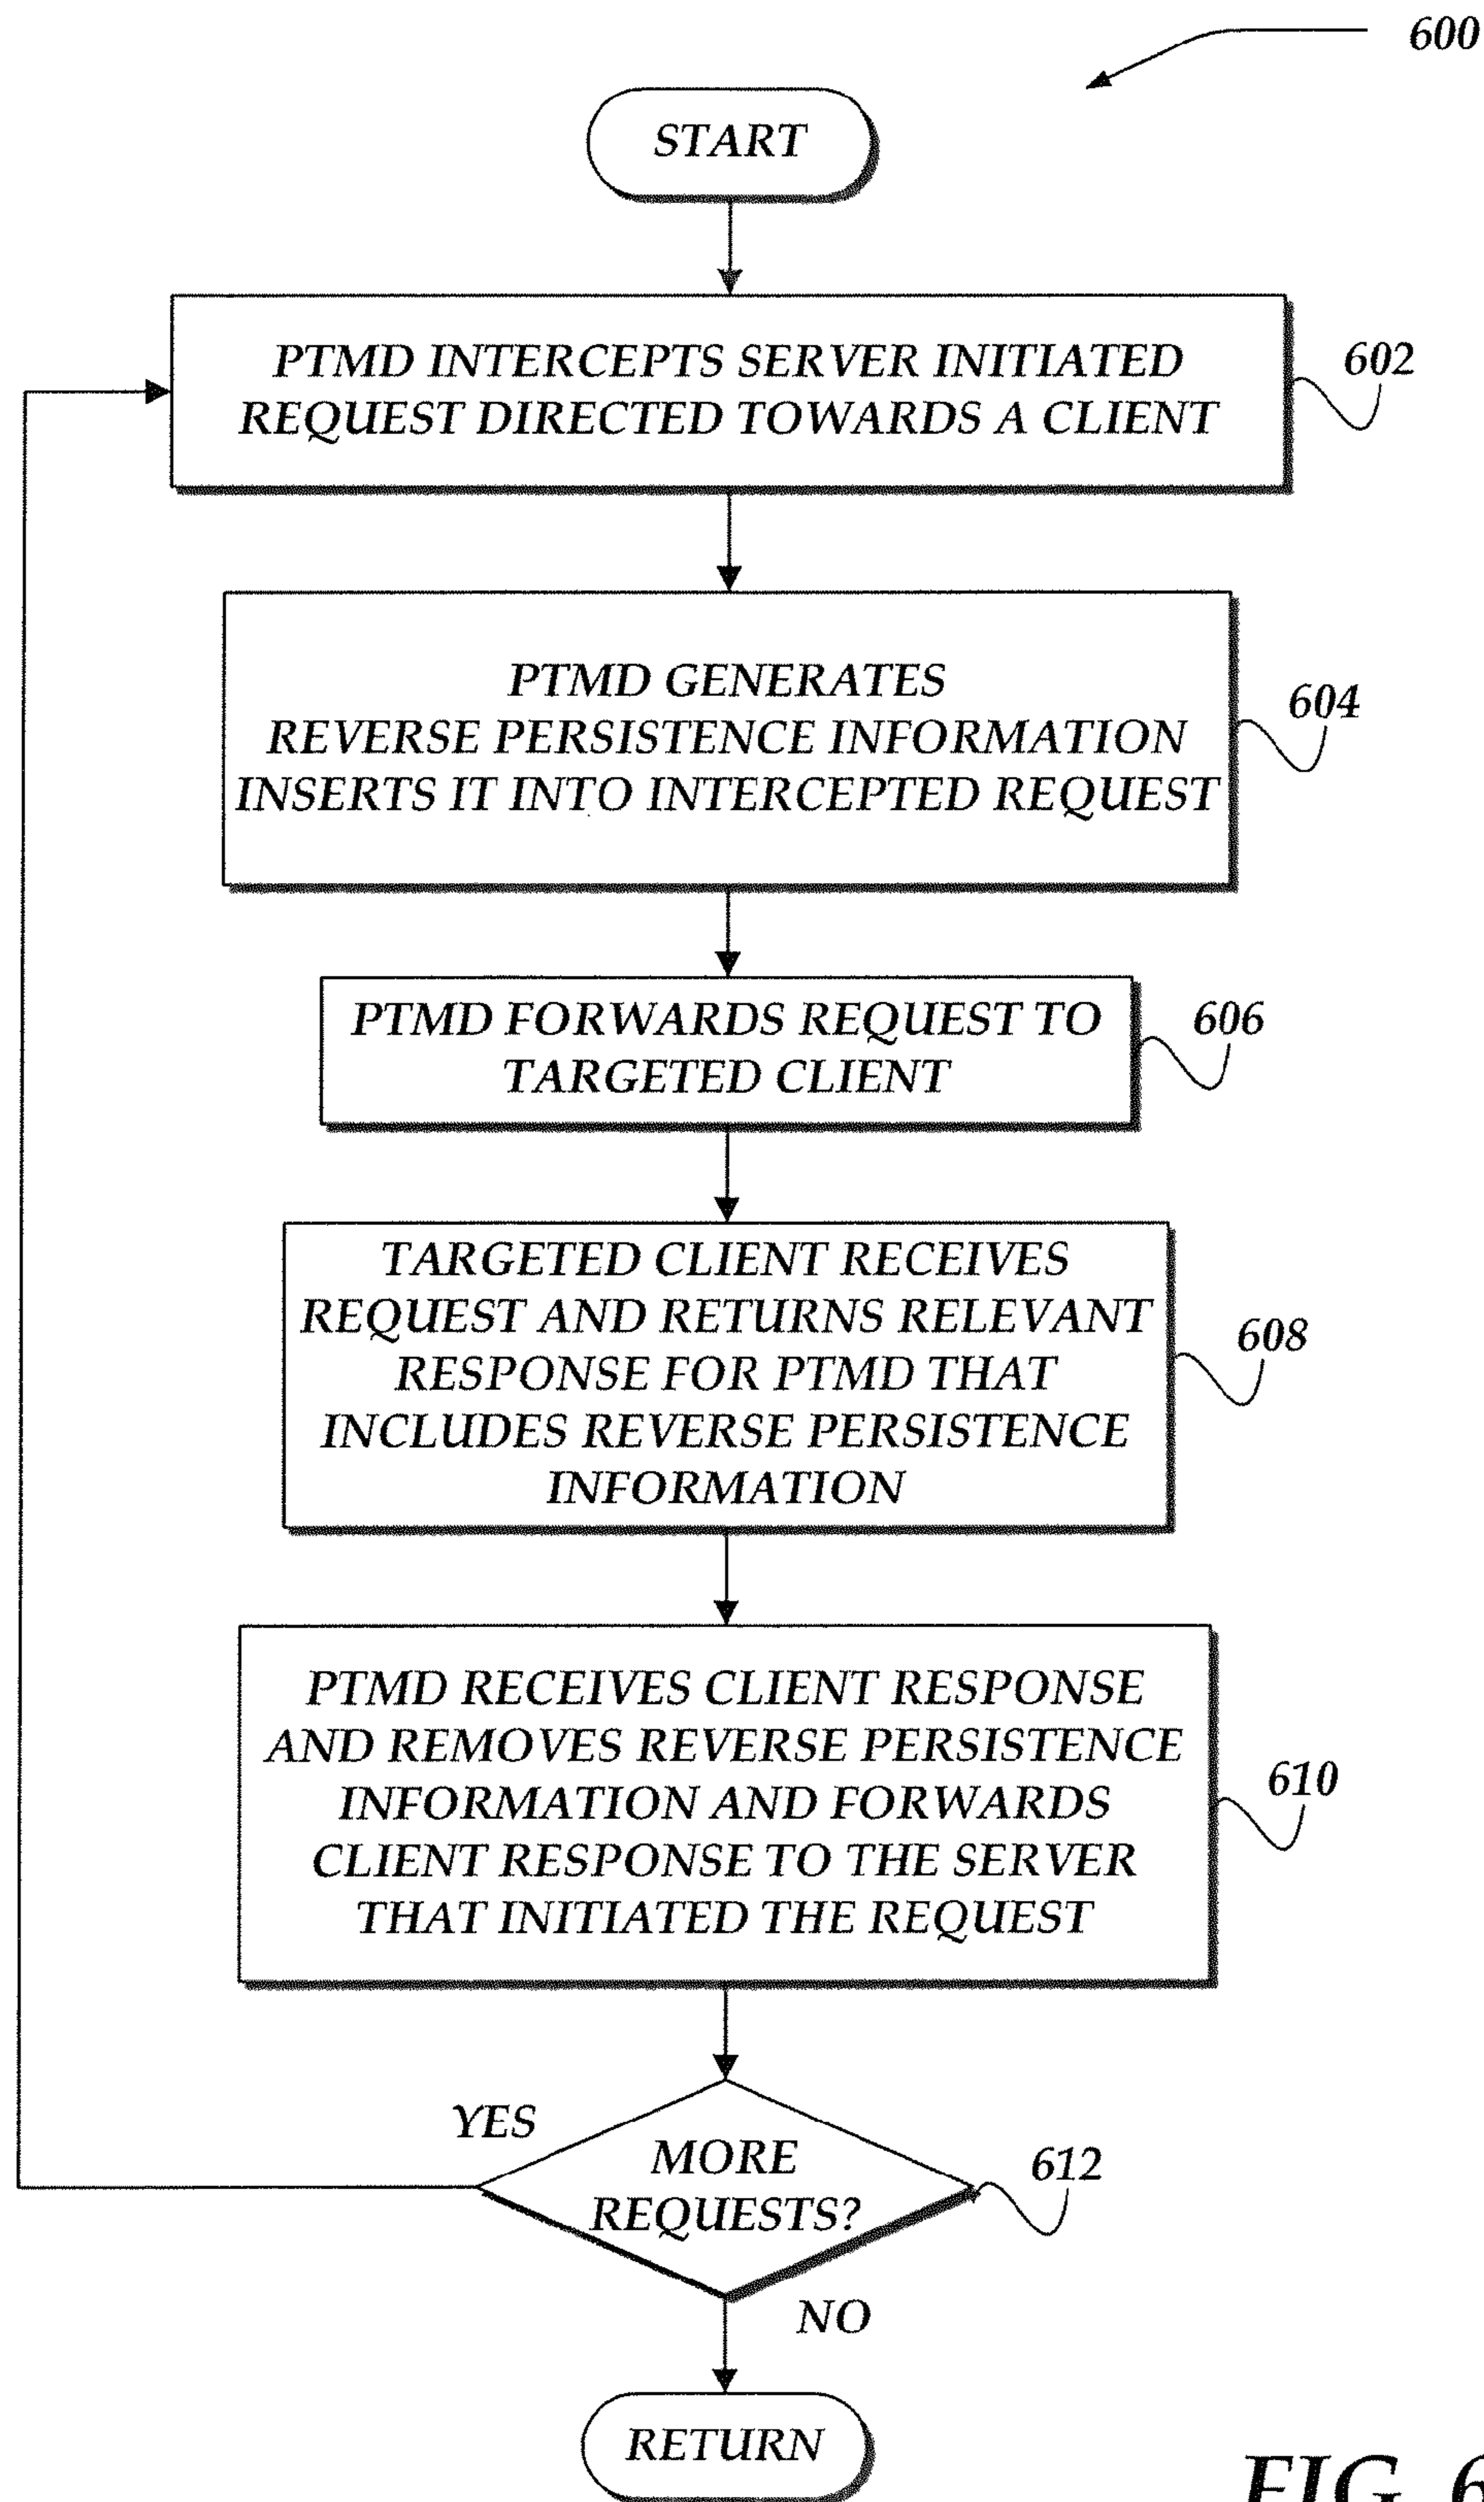 600
START
PTMD INTERCEPTS SERVER INITIATED
REQUEST DIRECTED TOWARDS A CLIENT
602
PTMD GENERATES
REVERSE PERSISTENCE INFORMATION
INSERTS IT INTO INTERCEPTED REQUEST
604
PTMD FORWARDS REQUEST TO
TARGETED CLIENT
606
TARGETED CLIENT RECEIVES
REQUEST AND RETURNS RELEVANT
RESPONSE FOR PTMD THAT
INCLUDES REVERSE PERSISTENCE
INFORMATION
608
PTMD RECEIVES CLIENT RESPONSE
AND REMOVES REVERSE PERSISTENCE
INFORMATION AND FORWARDS
CLIENT RESPONSE TO THE SERVER
THAT INITIATED THE REQUEST
610
YES
MORE
REQUESTS?
612
NO
RETURN
FIG. 6